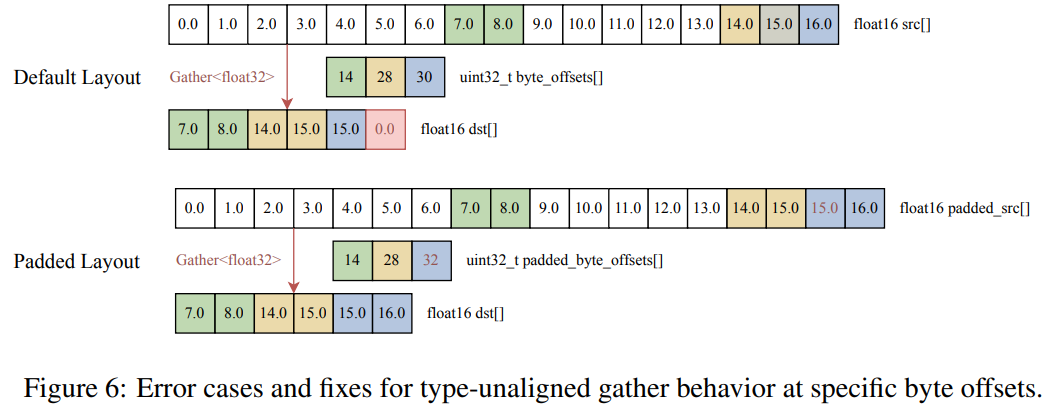 0.0 1.0 2.0 3.0 4.0 5.0 6.0 7.0 8.0 9.0 10.0 11.0 12.0 13.0 14.0 15.0 16.0 float16 src[]
Default Layout Gather<float32> 14 28 30 uint32_t byte_offsets[]
7.0 8.0 14.0 15.0 15.0 0.0 float16 dst[]
0.0 1.0 2.0 3.0 4.0 5.0 6.0 7.0 8.0 9.0 10.0 11.0 12.0 13.0 14.0 15.0 15.0 16.0 float16 padded_src[]
Padded Layout Gather<float32> 14 28 32 uint32_t padded_byte_offsets[]
7.0 8.0 14.0 15.0 15.0 16.0 float16 dst[]
Figure 6: Error cases and fixes for type-unaligned gather behavior at specific byte offsets.